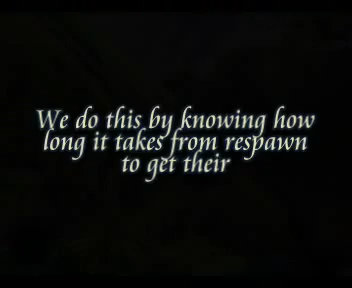 We do this by knowing how
long it takes from respawn
to get their